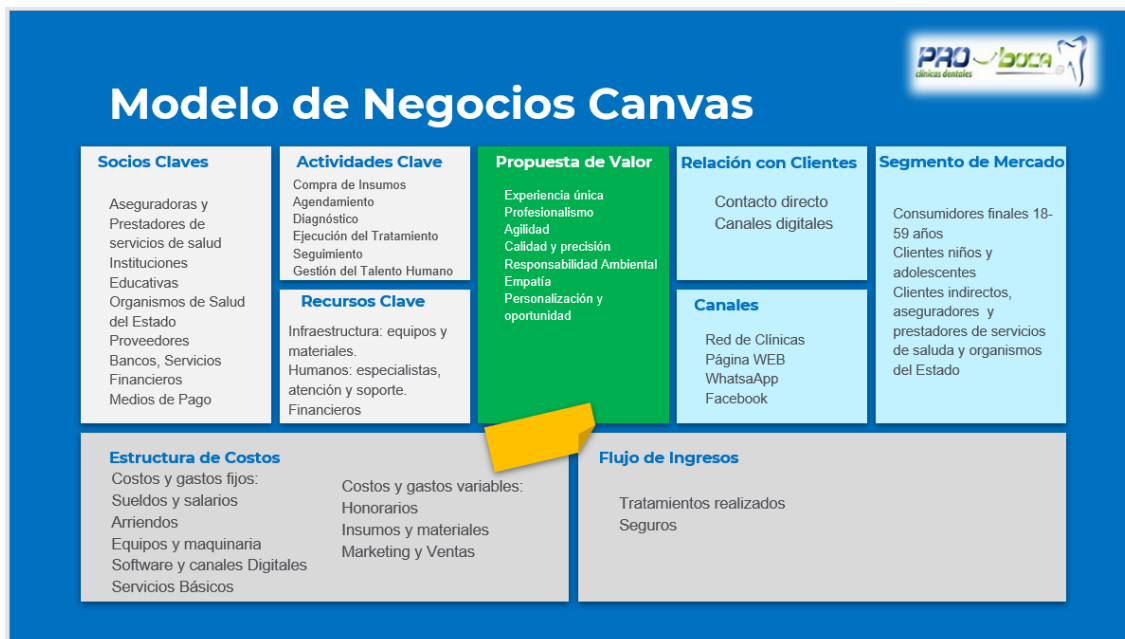 PRO boca
clínicas dentales
Modelo de Negocios Canvas
Socios Claves
Aseguradoras y
Prestadores de
servicios de salud
Instituciones
Educativas
Organismos de Salud
del Estado
Proveedores
Bancos, Servicios
Financieros
Medios de Pago
Actividades Clave
Compra de Insumos
Agendamiento
Diagnóstico
Ejecución del Tratamiento
Seguimiento
Gestión del Talento Humano
Recursos Clave
Infraestructura: equipos y
materiales.
Humanos: especialistas,
atención y soporte.
Financieros
Propuesta de Valor
Experiencia única
Profesionalismo
Agilidad
Calidad y precisión
Responsabilidad Ambiental
Empatía
Personalización y
oportunidad
Relación con Clientes
Contacto directo
Canales digitales
Canales
Red de Clínicas
Página WEB
WhatsaApp
Facebook
Segmento de Mercado
Consumidores finales 18-
59 años
Clientes niños y
adolescentes
Clientes indirectos,
aseguradores y
prestadores de servicios
de saluda y organismos
del Estado
Estructura de Costos
Costos y gastos fijos:
Sueldos y salarios
Arriendos
Equipos y maquinaria
Software y canales Digitales
Servicios Básicos
Costos y gastos variables:
Honorarios
Insumos y materiales
Marketing y Ventas
Flujo de Ingresos
Tratamientos realizados
Seguros